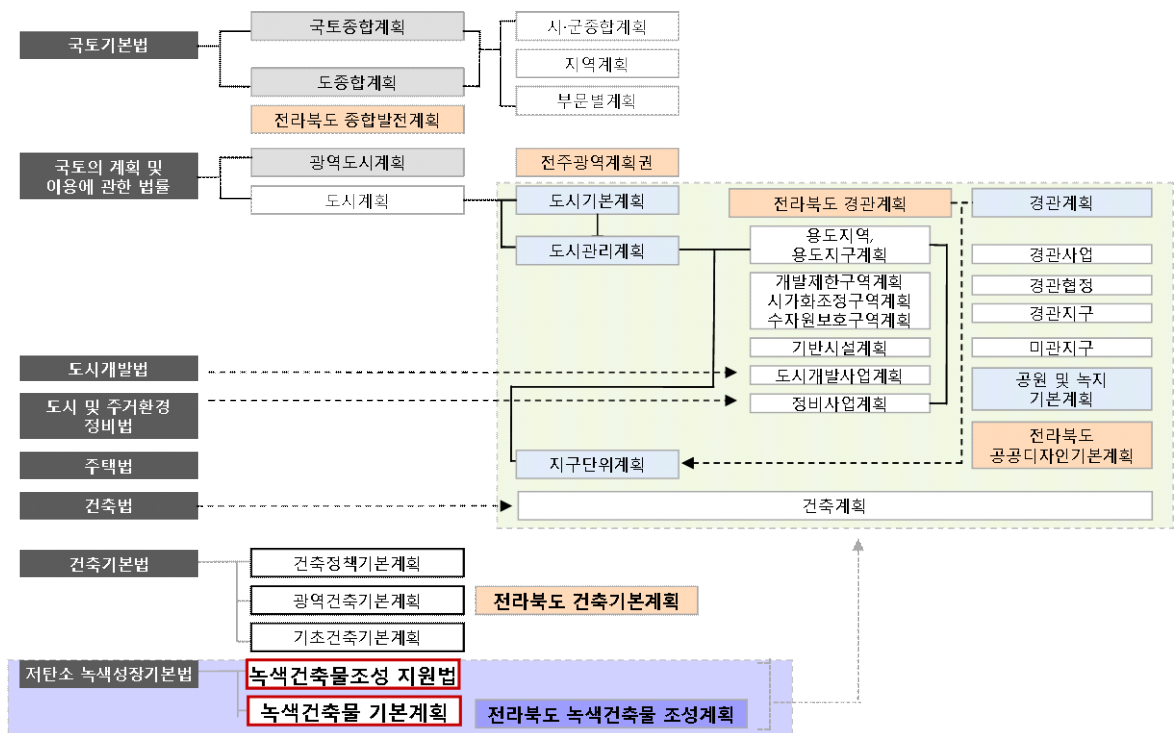 국토기본법
국토종합계획
도종합계획
전라북도 종합발전계획
시·군종합계획
지역계획
부문별계획
국토의 계획 및
이용에 관한 법률
광역도시계획
도시계획
전주광역계획권
도시기본계획
도시관리계획
전라북도 경관계획
용도지역,
용도지구계획
개발제한구역계획
시가화조정구역계획
수자원보호구역계획
기반시설계획
도시개발사업계획
정비사업계획
경관계획
경관사업
경관협정
경관지구
미관지구
공원 및 녹지
기본계획
전라북도
공공디자인기본계획
도시개발법
도시 및 주거환경
정비법
주택법
지구단위계획
건축법
건축계획
건축기본법
건축정책기본계획
광역건축기본계획
전라북도 건축기본계획
기초건축기본계획
저탄소 녹색성장기본법
녹색건축물조성 지원법
녹색건축물 기본계획
전라북도 녹색건축물 조성계획